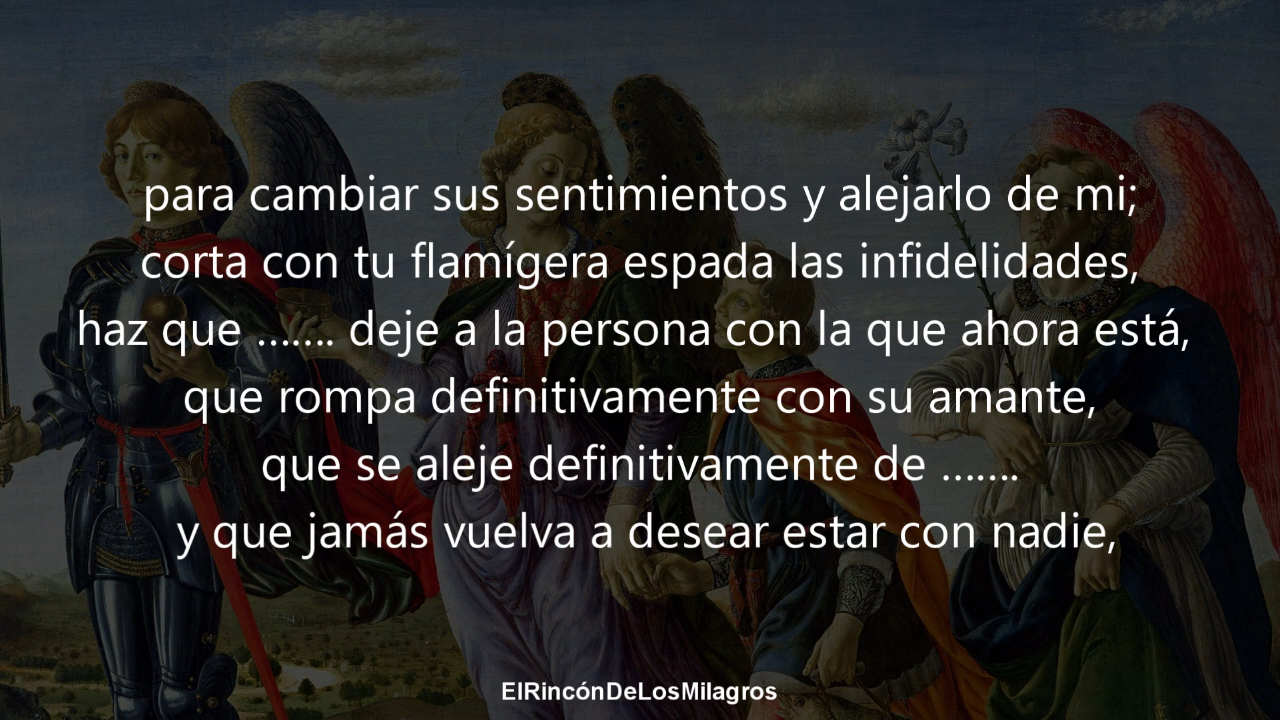 para cambiar sus sentimientos y alejarlo de mi;
corta con tu flamígera espada las infidelidades,
haz que ....... deje a la persona con la que ahora está,
que rompa definitivamente con su amante,
que se aleje definitivamente de .......
y que jamás vuelva a desear estar con nadie,
ElRincónDeLosMilagros